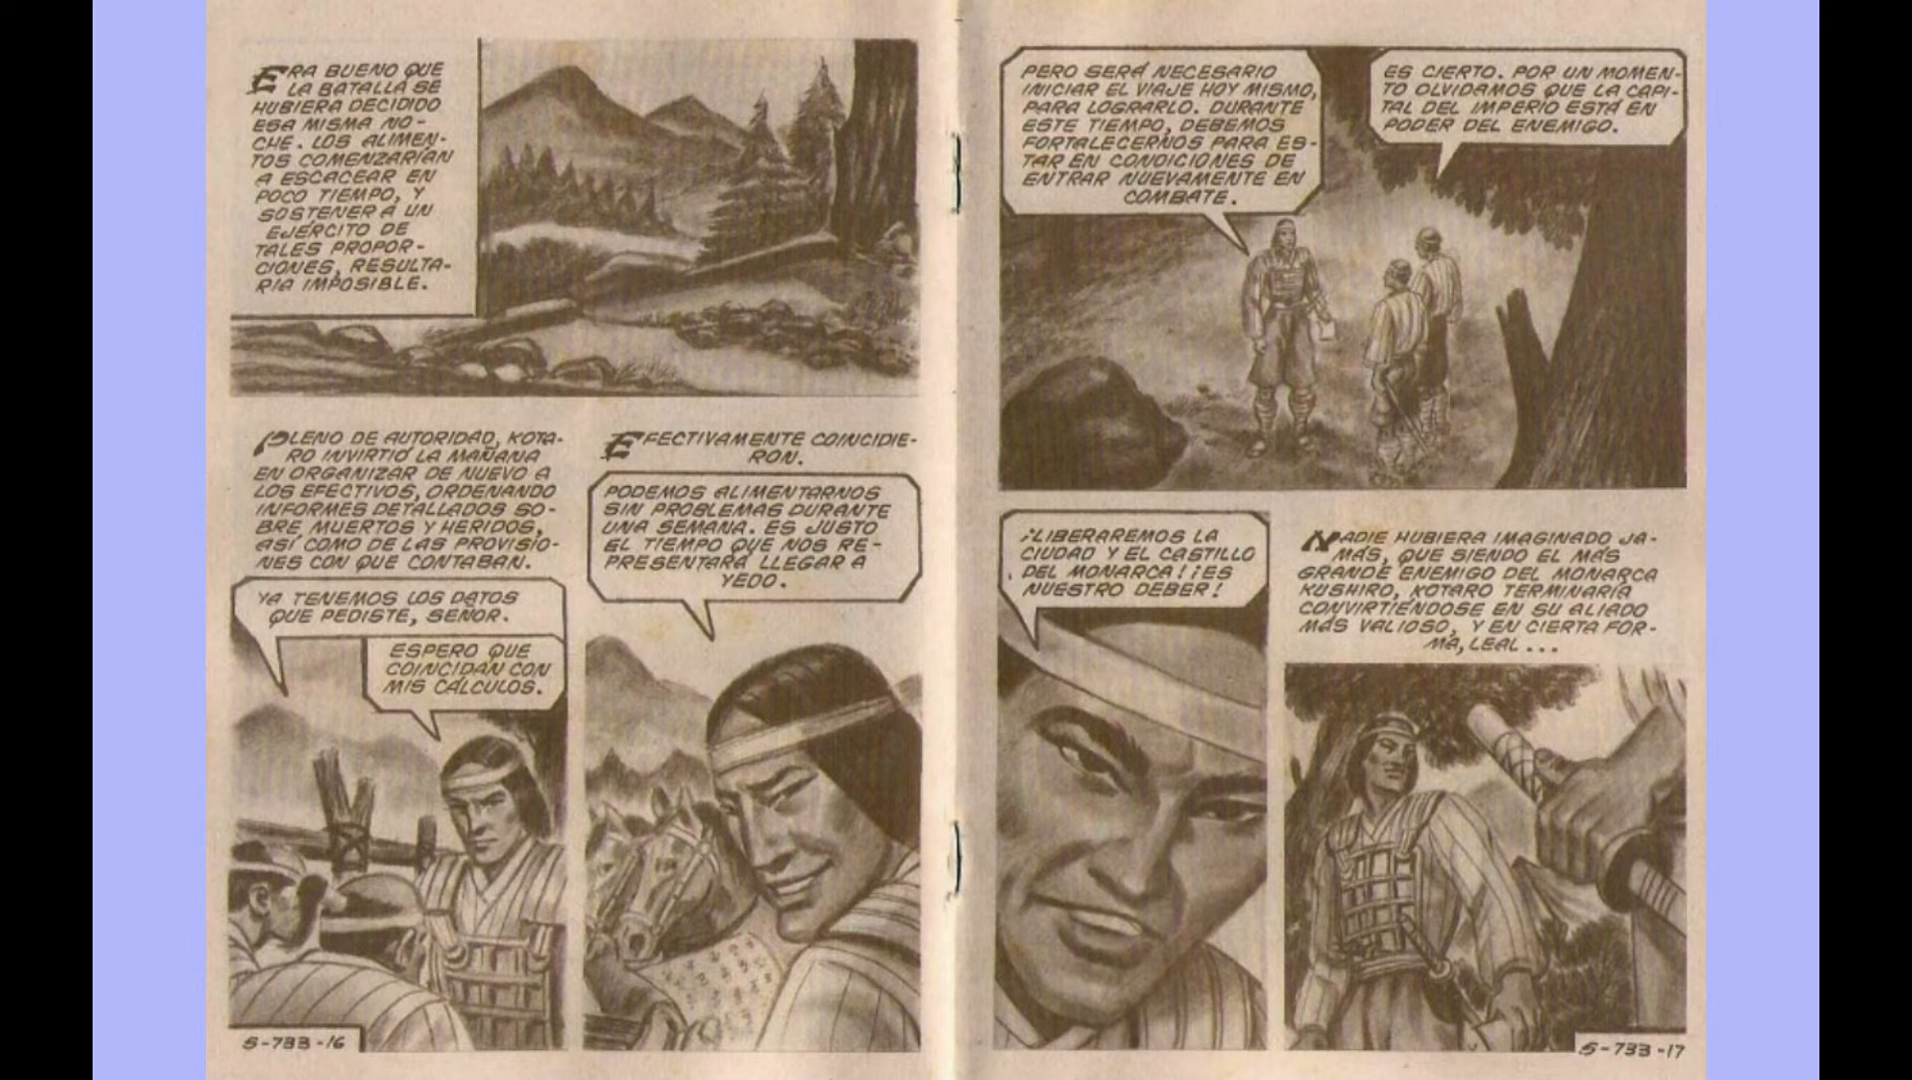 ERA BUENO QUE
LA BATALLA SE
HUBIERA DECIDIDO
ESA MISMA NO-
CHE. LOS ALIMEN-
TOS COMENZARÍAN
A ESCACEAR EN
POCO TIEMPO, Y
SOSTENER A UN
EJÉRCITO DE
TALES PROPOR-
CIONES, RESULTA-
RIA IMPOSIBLE.
PLENO DE AUTORIDAD, KOTA-
RO INVIRTIÓ LA MAÑANA
EN ORGANIZAR DE NUEVO A
LOS EFECTIVOS, ORDENANDO
INFORMES DETALLADOS SO-
BRE MUERTOS Y HERIDOS,
ASÍ COMO DE LAS PROVISIO-
NES CON QUE CONTABAN.
YA TENEMOS LOS DATOS
QUE PEDISTE, SEÑOR.
ESPERO QUE
COINCIDAN CON
MIS CÁLCULOS.
EFECTIVAMENTE COINCIDIE-
RON.
PODEMOS ALIMENTARNOS
SIN PROBLEMAS DURANTE
UNA SEMANA. ES JUSTO
EL TIEMPO QUE NOS RE-
PRESENTARÁ LLEGAR A
YEDO.
S-733-16
PERO SERÁ NECESARIO
INICIAR EL VIAJE HOY MISMO,
PARA LOGRARLO. DURANTE
ESTE TIEMPO, DEBEMOS
FORTALECERNOS PARA ES-
TAR EN CONDICIONES DE
ENTRAR NUEVAMENTE EN
COMBATE.
ES CIERTO. POR UN MOMEN-
TO OLVIDAMOS QUE LA CAPI-
TAL DEL IMPERIO ESTÁ EN
PODER DEL ENEMIGO.
¡LIBERAREMOS LA
CIUDAD Y EL CASTILLO
DEL MONARCA! ¡ES
NUESTRO DEBER!
NADIE HUBIERA IMAGINADO JA-
MÁS, QUE SIENDO EL MÁS
GRANDE ENEMIGO DEL MONARCA
KUSHIRO, KOTARO TERMINARÍA
CONVIRTIÉNDOSE EN SU ALIADO
MÁS VALIOSO, Y EN CIERTA FOR-
MA, LEAL...
S-733-17